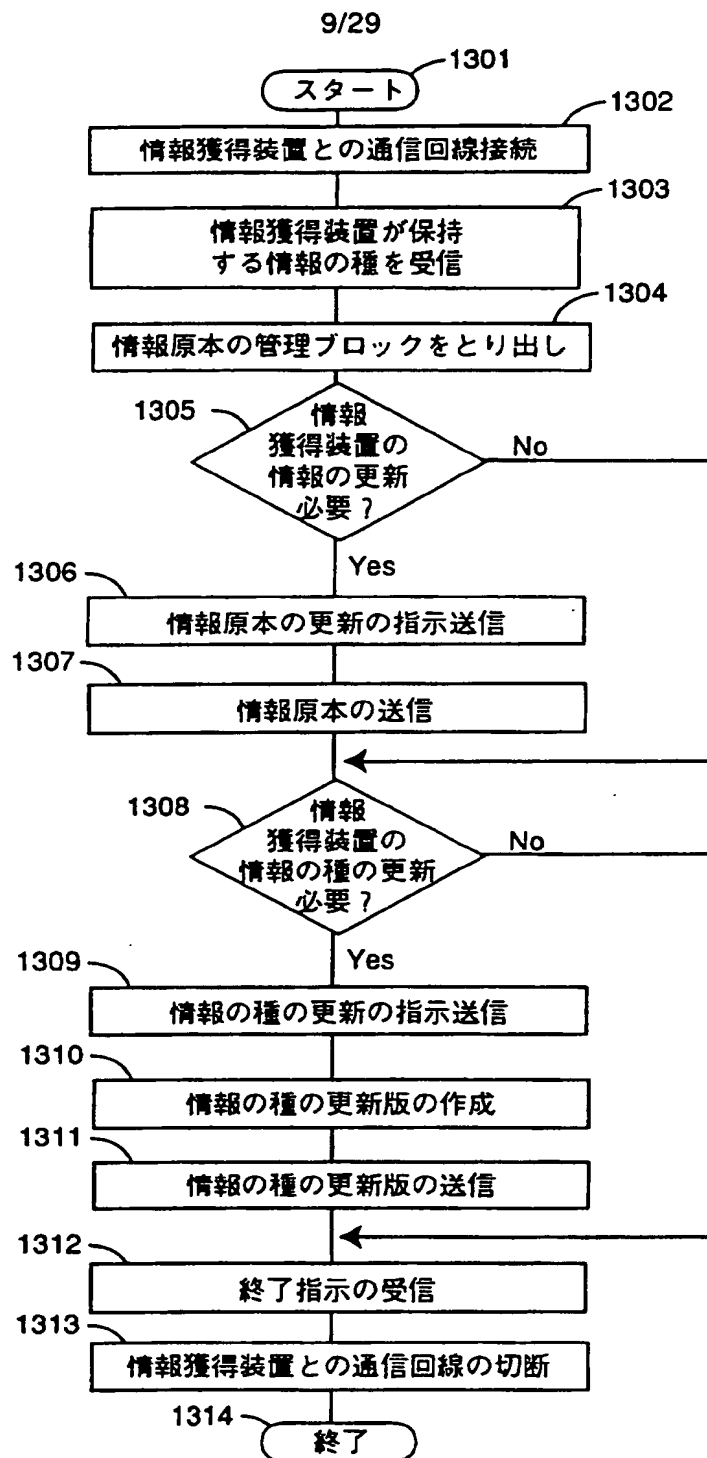 9/29
1301
スタート
1302
情報獲得装置との通信回線接続
1303
情報獲得装置が保持
する情報の種を受信
1304
情報原本の管理ブロックをとり出し
1305
情報
獲得装置の
情報の更新
必要?
No
Yes
1306
情報原本の更新の指示送信
1307
情報原本の送信
1308
情報
獲得装置の
情報の種の更新
必要?
No
Yes
1309
情報の種の更新の指示送信
1310
情報の種の更新版の作成
1311
情報の種の更新版の送信
1312
終了指示の受信
1313
情報獲得装置との通信回線の切断
1314
終了